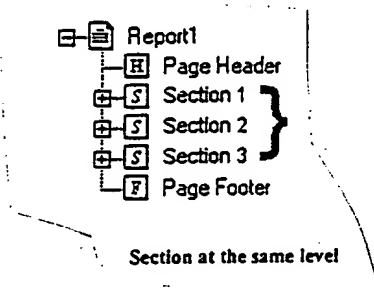 Report1
H Page Header
S Section 1
S Section 2
S Section 3
F Page Footer
Section at the same level